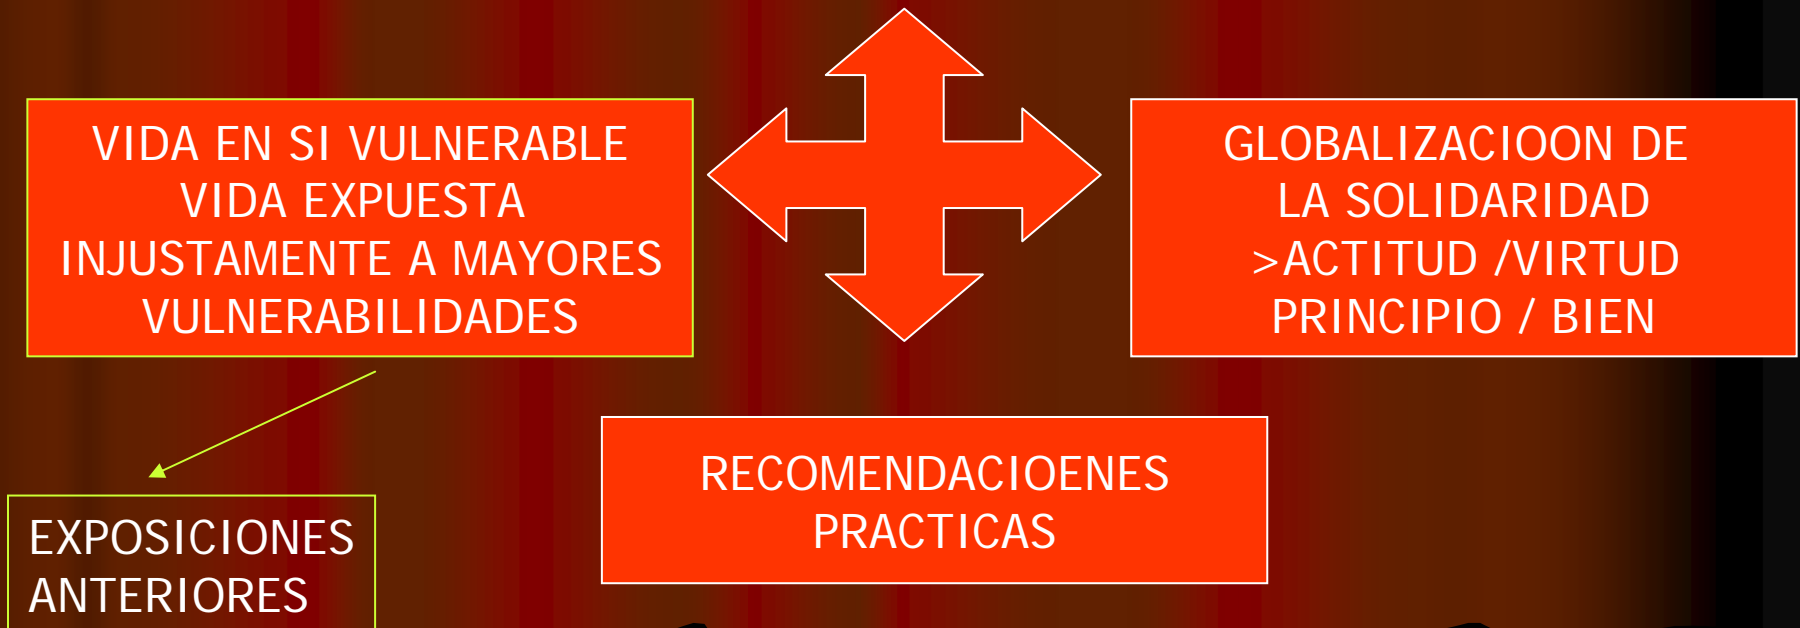 VIDA EN SI VULNERABLE
VIDA EXPUESTA
INJUSTAMENTE A MAYORES
VULNERABILIDADES
GLOBALIZACIOON DE
LA SOLIDARIDAD
>ACTITUD /VIRTUD
PRINCIPIO / BIEN
RECOMENDACIOENES
PRACTICAS
EXPOSICIONES
ANTERIORES